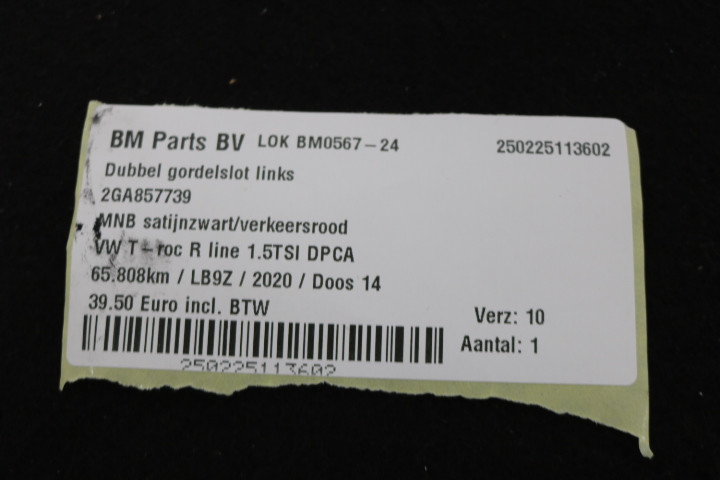 BM Parts BV LOK BM0567-24 250225113602
Dubbel gordelslot links
2GA857739
MNB satijnzwart/verkeersrood
VW T-roc R line 1.5TSI DPCA
65.808km / LB9Z / 2020 / Doos 14
39.50 Euro incl. BTW
Verz: 10
Aantal: 1
250225113602